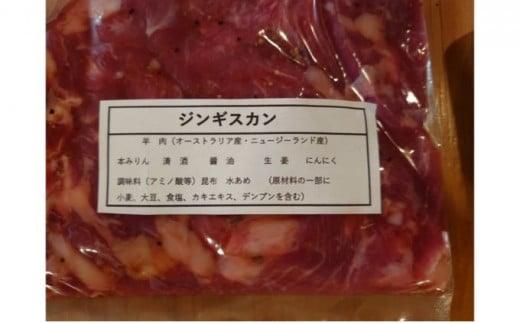 ジンギスカン
羊 肉（オーストラリア産・ニュージーランド産）
本みりん 清 酒 醤 油 生 姜 にんにく
調味料（アミノ酸等）昆布 水あめ （原材料の一部に
小麦、大豆、食塩、カキエキス、デンプンを含む）